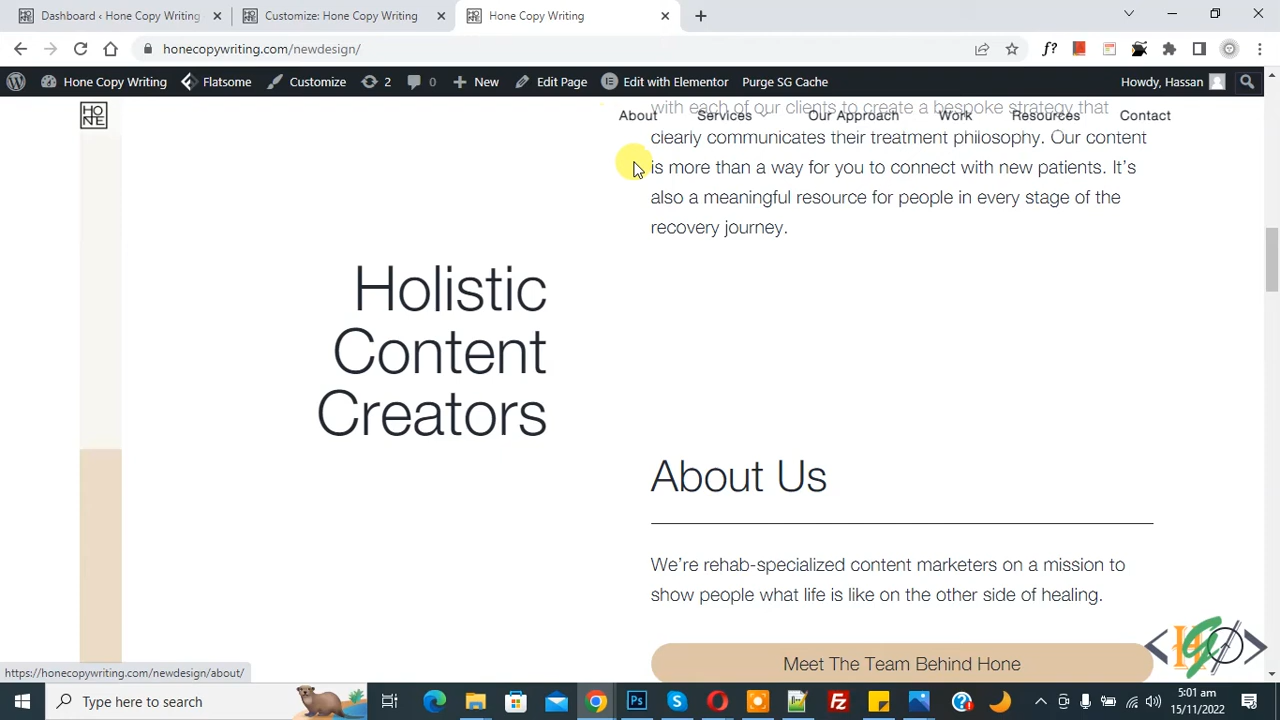 Dashboard ‹ Hone Copy Writing
Customize: Hone Copy Writing
Hone Copy Writing
honecopywriting.com/newdesign/
f?
Hone Copy Writing
Flatsome
Customize
2
0
New
Edit Page
Edit with Elementor
Purge SG Cache
Howdy, Hassan
HO
NE
About
Services
Our Approach
Work
Resources
Contact
with each of our clients to create a bespoke strategy that
clearly communicates their treatment philosophy. Our content
is more than a way for you to connect with new patients. It's
also a meaningful resource for people in every stage of the
recovery journey.
Holistic
Content
Creators
About Us
We're rehab-specialized content marketers on a mission to
show people what life is like on the other side of healing.
Meet The Team Behind Hone
https://honecopywriting.com/newdesign/about/
Type here to search
Ps
5:01 am
15/11/2022